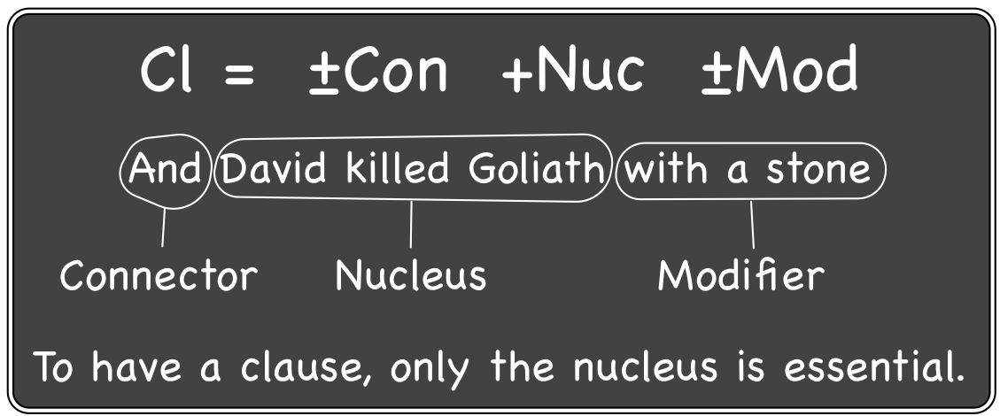 Cl = ±Con +Nuc ±Mod
And David killed Goliath with a stone
Connector Nucleus Modifier
To have a clause, only the nucleus is essential.